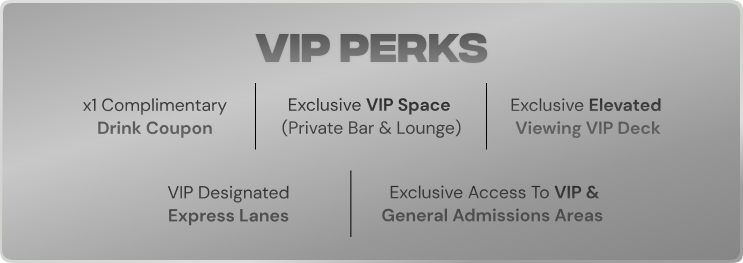 VIP PERKS
x1 Complimentary
Drink Coupon
Exclusive VIP Space
(Private Bar & Lounge)
Exclusive Elevated
Viewing VIP Deck
VIP Designated
Express Lanes
Exclusive Access To VIP &
General Admissions Areas